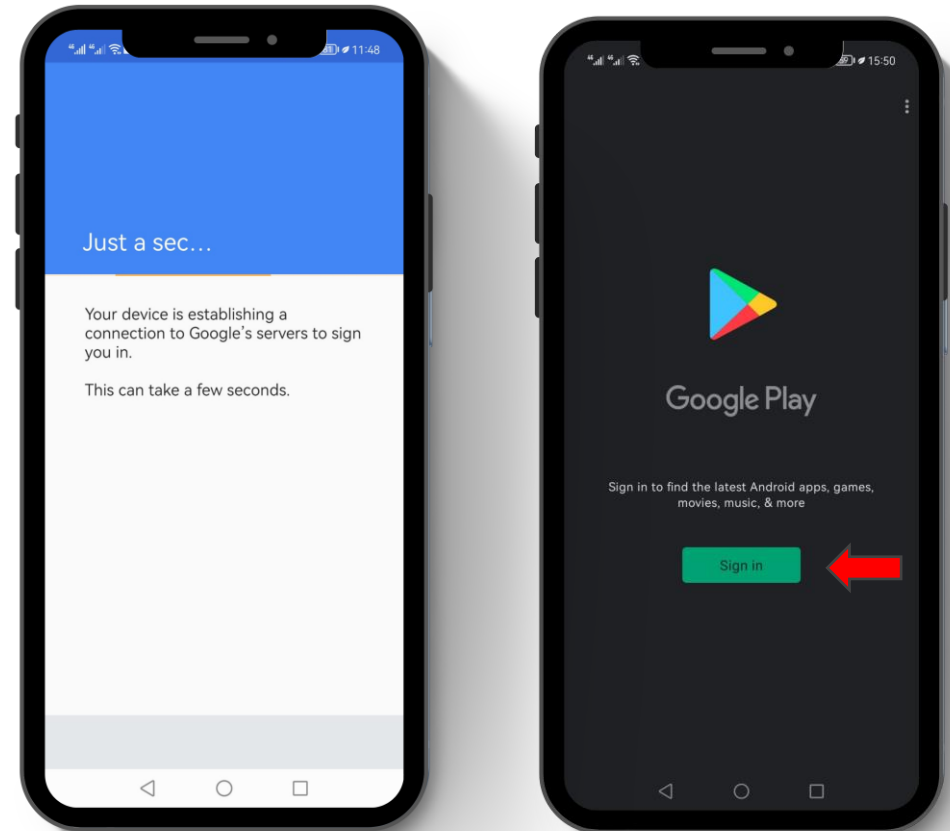 11:48
Just a sec...
Your device is establishing a
connection to Google's servers to sign
you in.
This can take a few seconds.
15:50
Google Play
Sign in to find the latest Android apps, games,
movies, music, & more
Sign in